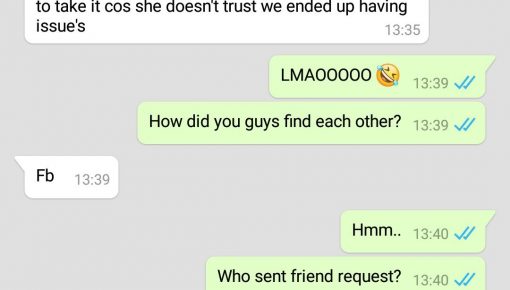 to take it cos she doesn't trust we ended up having
issue's
13:35
LMAOOOOO 🤣 13:39
How did you guys find each other? 13:39
Fb 13:39
Hmm.. 13:40
Who sent friend request? 13:40